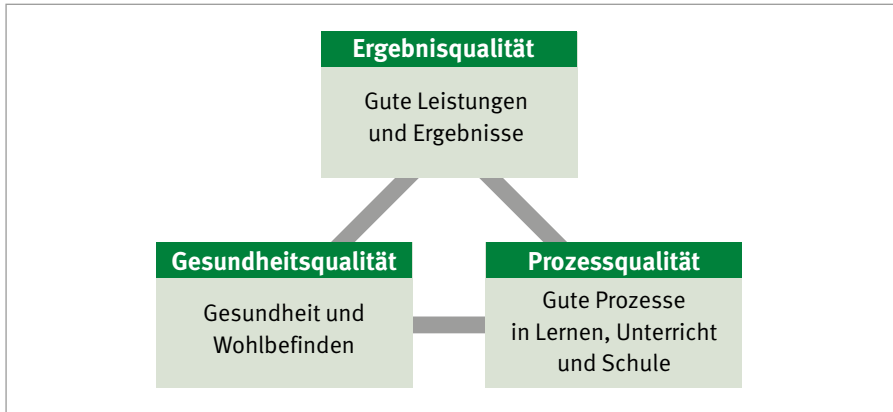 Ergebnisqualität
Gute Leistungen
und Ergebnisse
Gesundheitsqualität
Gesundheit und
Wohlbefinden
Prozessqualität
Gute Prozesse
in Lernen, Unterricht
und Schule